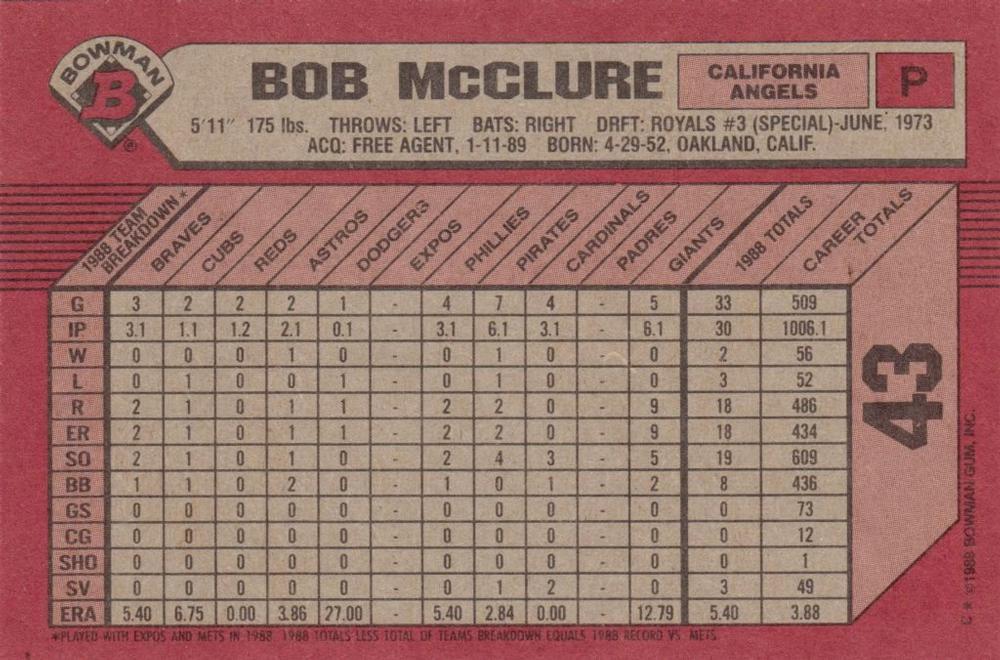 BOWMAN
B
®
BOB McCLURE
CALIFORNIA
ANGELS
P
5'11" 175 lbs. THROWS: LEFT BATS: RIGHT DRFT: ROYALS #3 (SPECIAL)-JUNE, 1973
ACQ: FREE AGENT, 1-11-89 BORN: 4-29-52, OAKLAND, CALIF.
1988 TEAM
BREAKDOWN* BRAVES CUBS REDS ASTROS DODGERS EXPOS PHILLIES PIRATES CARDINALS PADRES GIANTS 1988 TOTALS CAREER TOTALS
G 3 2 2 2 1 - 4 7 4 - 5 33 509
IP 3.1 1.1 1.2 2.1 0.1 - 3.1 6.1 3.1 - 6.1 30 1006.1
W 0 0 0 1 0 - 0 1 0 - 0 2 56
L 0 1 0 0 1 - 0 1 0 - 0 3 52
R 2 1 0 1 1 - 2 2 0 - 9 18 486
ER 2 1 0 1 1 - 2 2 0 - 9 18 434
SO 2 1 0 1 0 - 2 4 3 - 5 19 609
BB 1 1 0 2 0 - 1 0 1 - 2 8 436
GS 0 0 0 0 0 - 0 0 0 - 0 0 73
CG 0 0 0 0 0 - 0 0 0 - 0 0 12
SHO 0 0 0 0 0 - 0 0 0 - 0 0 1
SV 0 0 0 0 0 - 0 1 2 - 0 3 49
ERA 5.40 6.75 0.00 3.86 27.00 - 5.40 2.84 0.00 - 12.79 5.40 3.88
*PLAYED WITH EXPOS AND METS IN 1988. 1988 TOTALS LESS TOTAL OF TEAMS BREAKDOWN EQUALS 1988 RECORD VS. METS.
43
C * ©1988 BOWMAN GUM, INC.